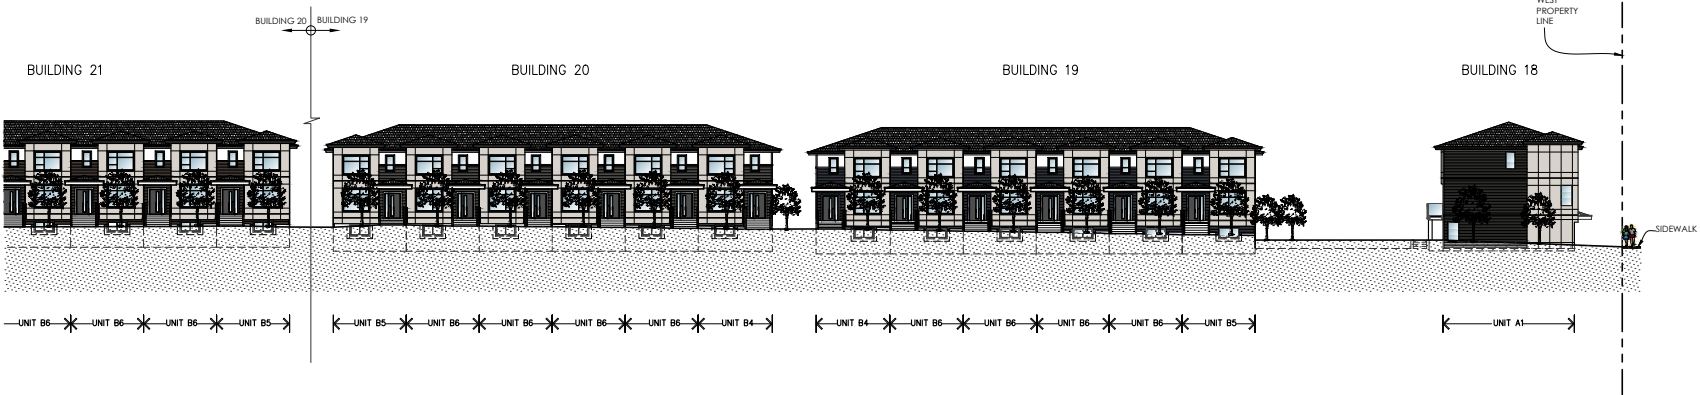 WEST
PROPERTY
LINE
BUILDING 20 BUILDING 19
BUILDING 21
BUILDING 20
BUILDING 19
BUILDING 18
SIDEWALK
UNIT B6 UNIT B6 UNIT B6 UNIT B5
UNIT B5 UNIT B6 UNIT B6 UNIT B6 UNIT B6 UNIT B4
UNIT B4 UNIT B6 UNIT B6 UNIT B6 UNIT B6 UNIT B5
UNIT A1